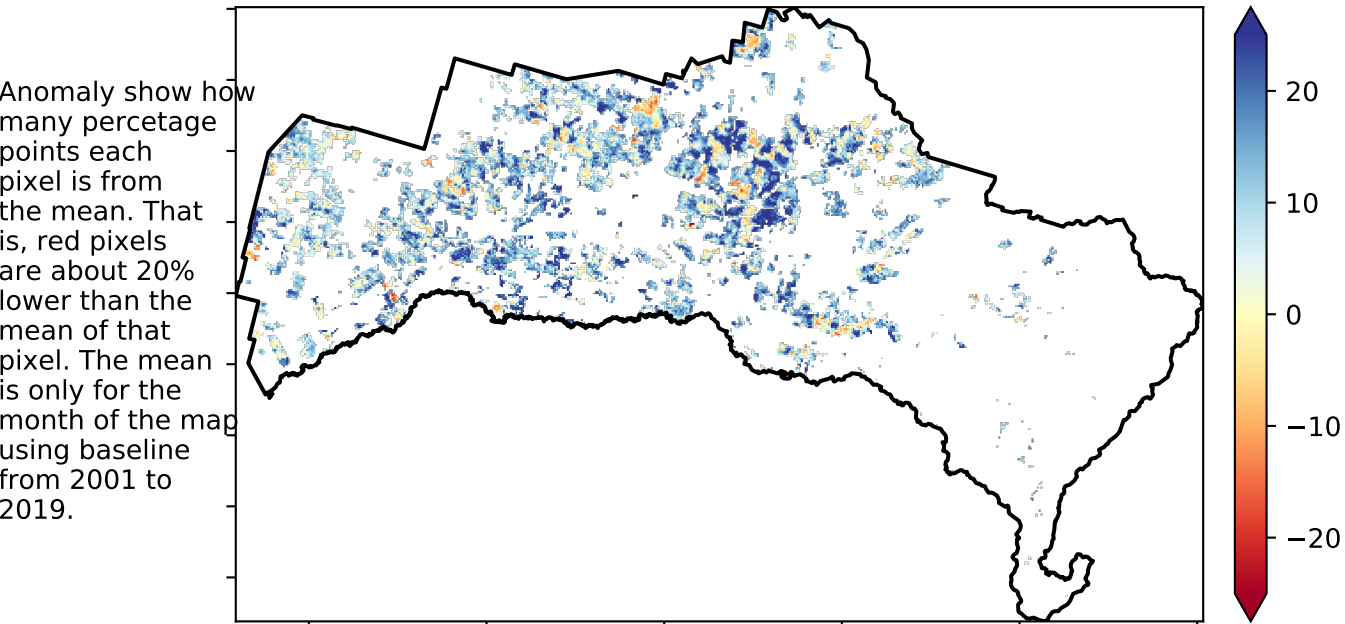 Anomaly show how
many percetage
points each
pixel is from
the mean. That
is, red pixels
are about 20%
lower than the
mean of that
pixel. The mean
is only for the
month of the map
using baseline
from 2001 to
2019.
20
10
0
−10
−20